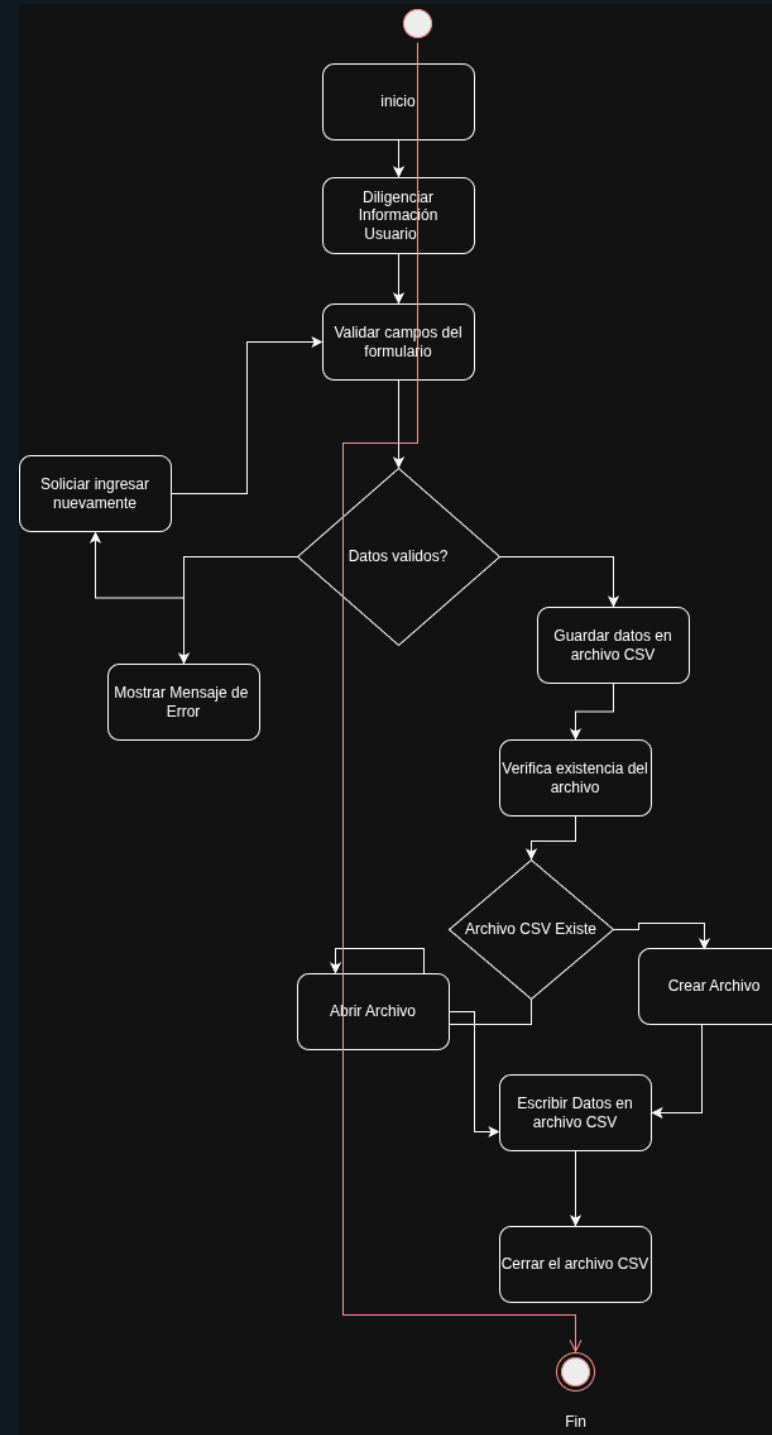 inicio
Diligenciar
Información
Usuario
Validar campos del
formulario
Soliciar ingresar
nuevamente
Datos validos?
Guardar datos en
archivo CSV
Mostrar Mensaje de
Error
Verifica existencia del
archivo
Archivo CSV Existe
Abrir Archivo
Crear Archivo
Escribir Datos en
archivo CSV
Cerrar el archivo CSV
Fin